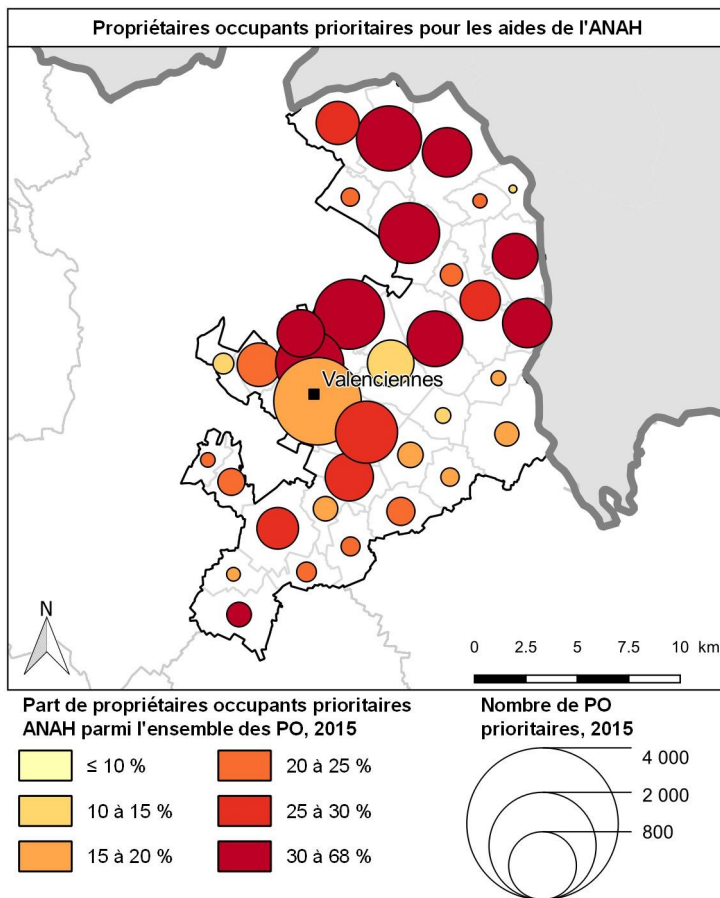 Propriétaires occupants prioritaires pour les aides de l'ANAH
Valenciennes
N
0 2.5 5 7.5 10 km
Part de propriétaires occupants prioritaires
ANAH parmi l'ensemble des PO, 2015
≤ 10 %
10 à 15 %
15 à 20 %
20 à 25 %
25 à 30 %
30 à 68 %
Nombre de PO
prioritaires, 2015
4 000
2 000
800